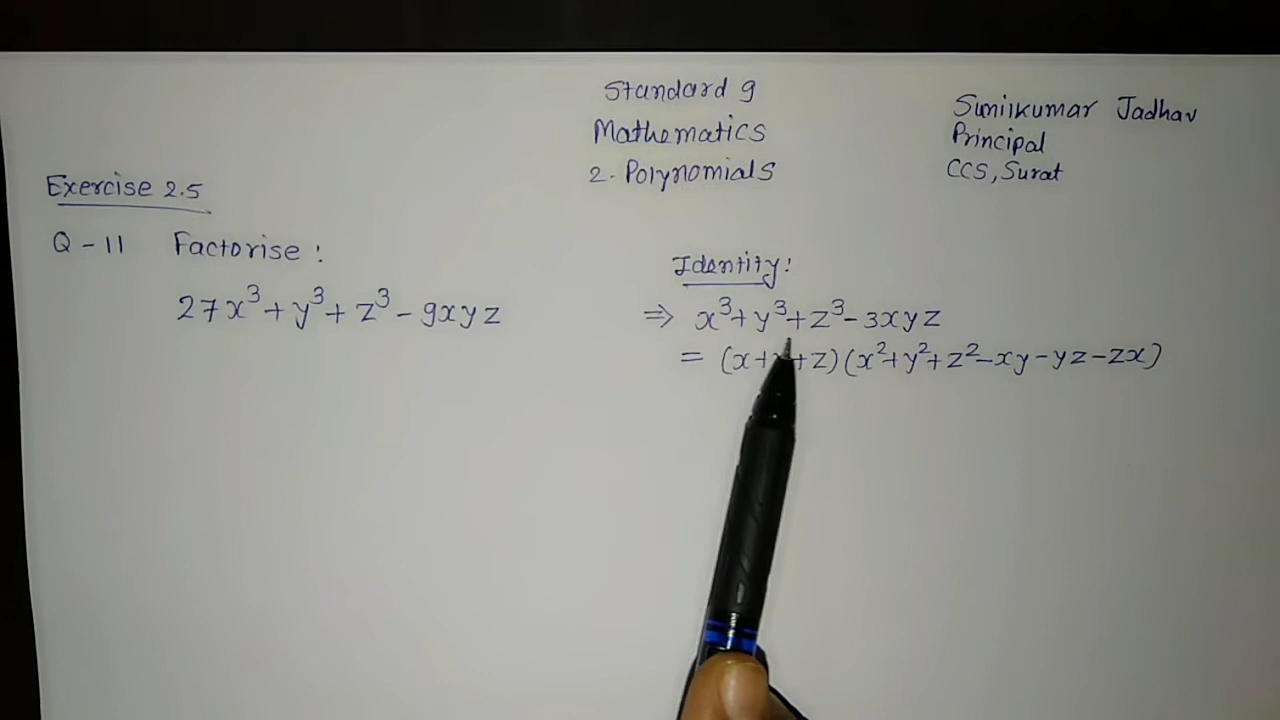 Standard 9
Mathematics
2. Polynomials
Sunilkumar Jadhav
Principal
CCS, Surat
Exercise 2.5
Q - 11 Factorise :
27x³ + y³ + z³ - 9xyz
Identity:
⇒ x³ + y³ + z³ - 3xyz
= (x + + z) (x² + y² + z² - xy - yz - zx)